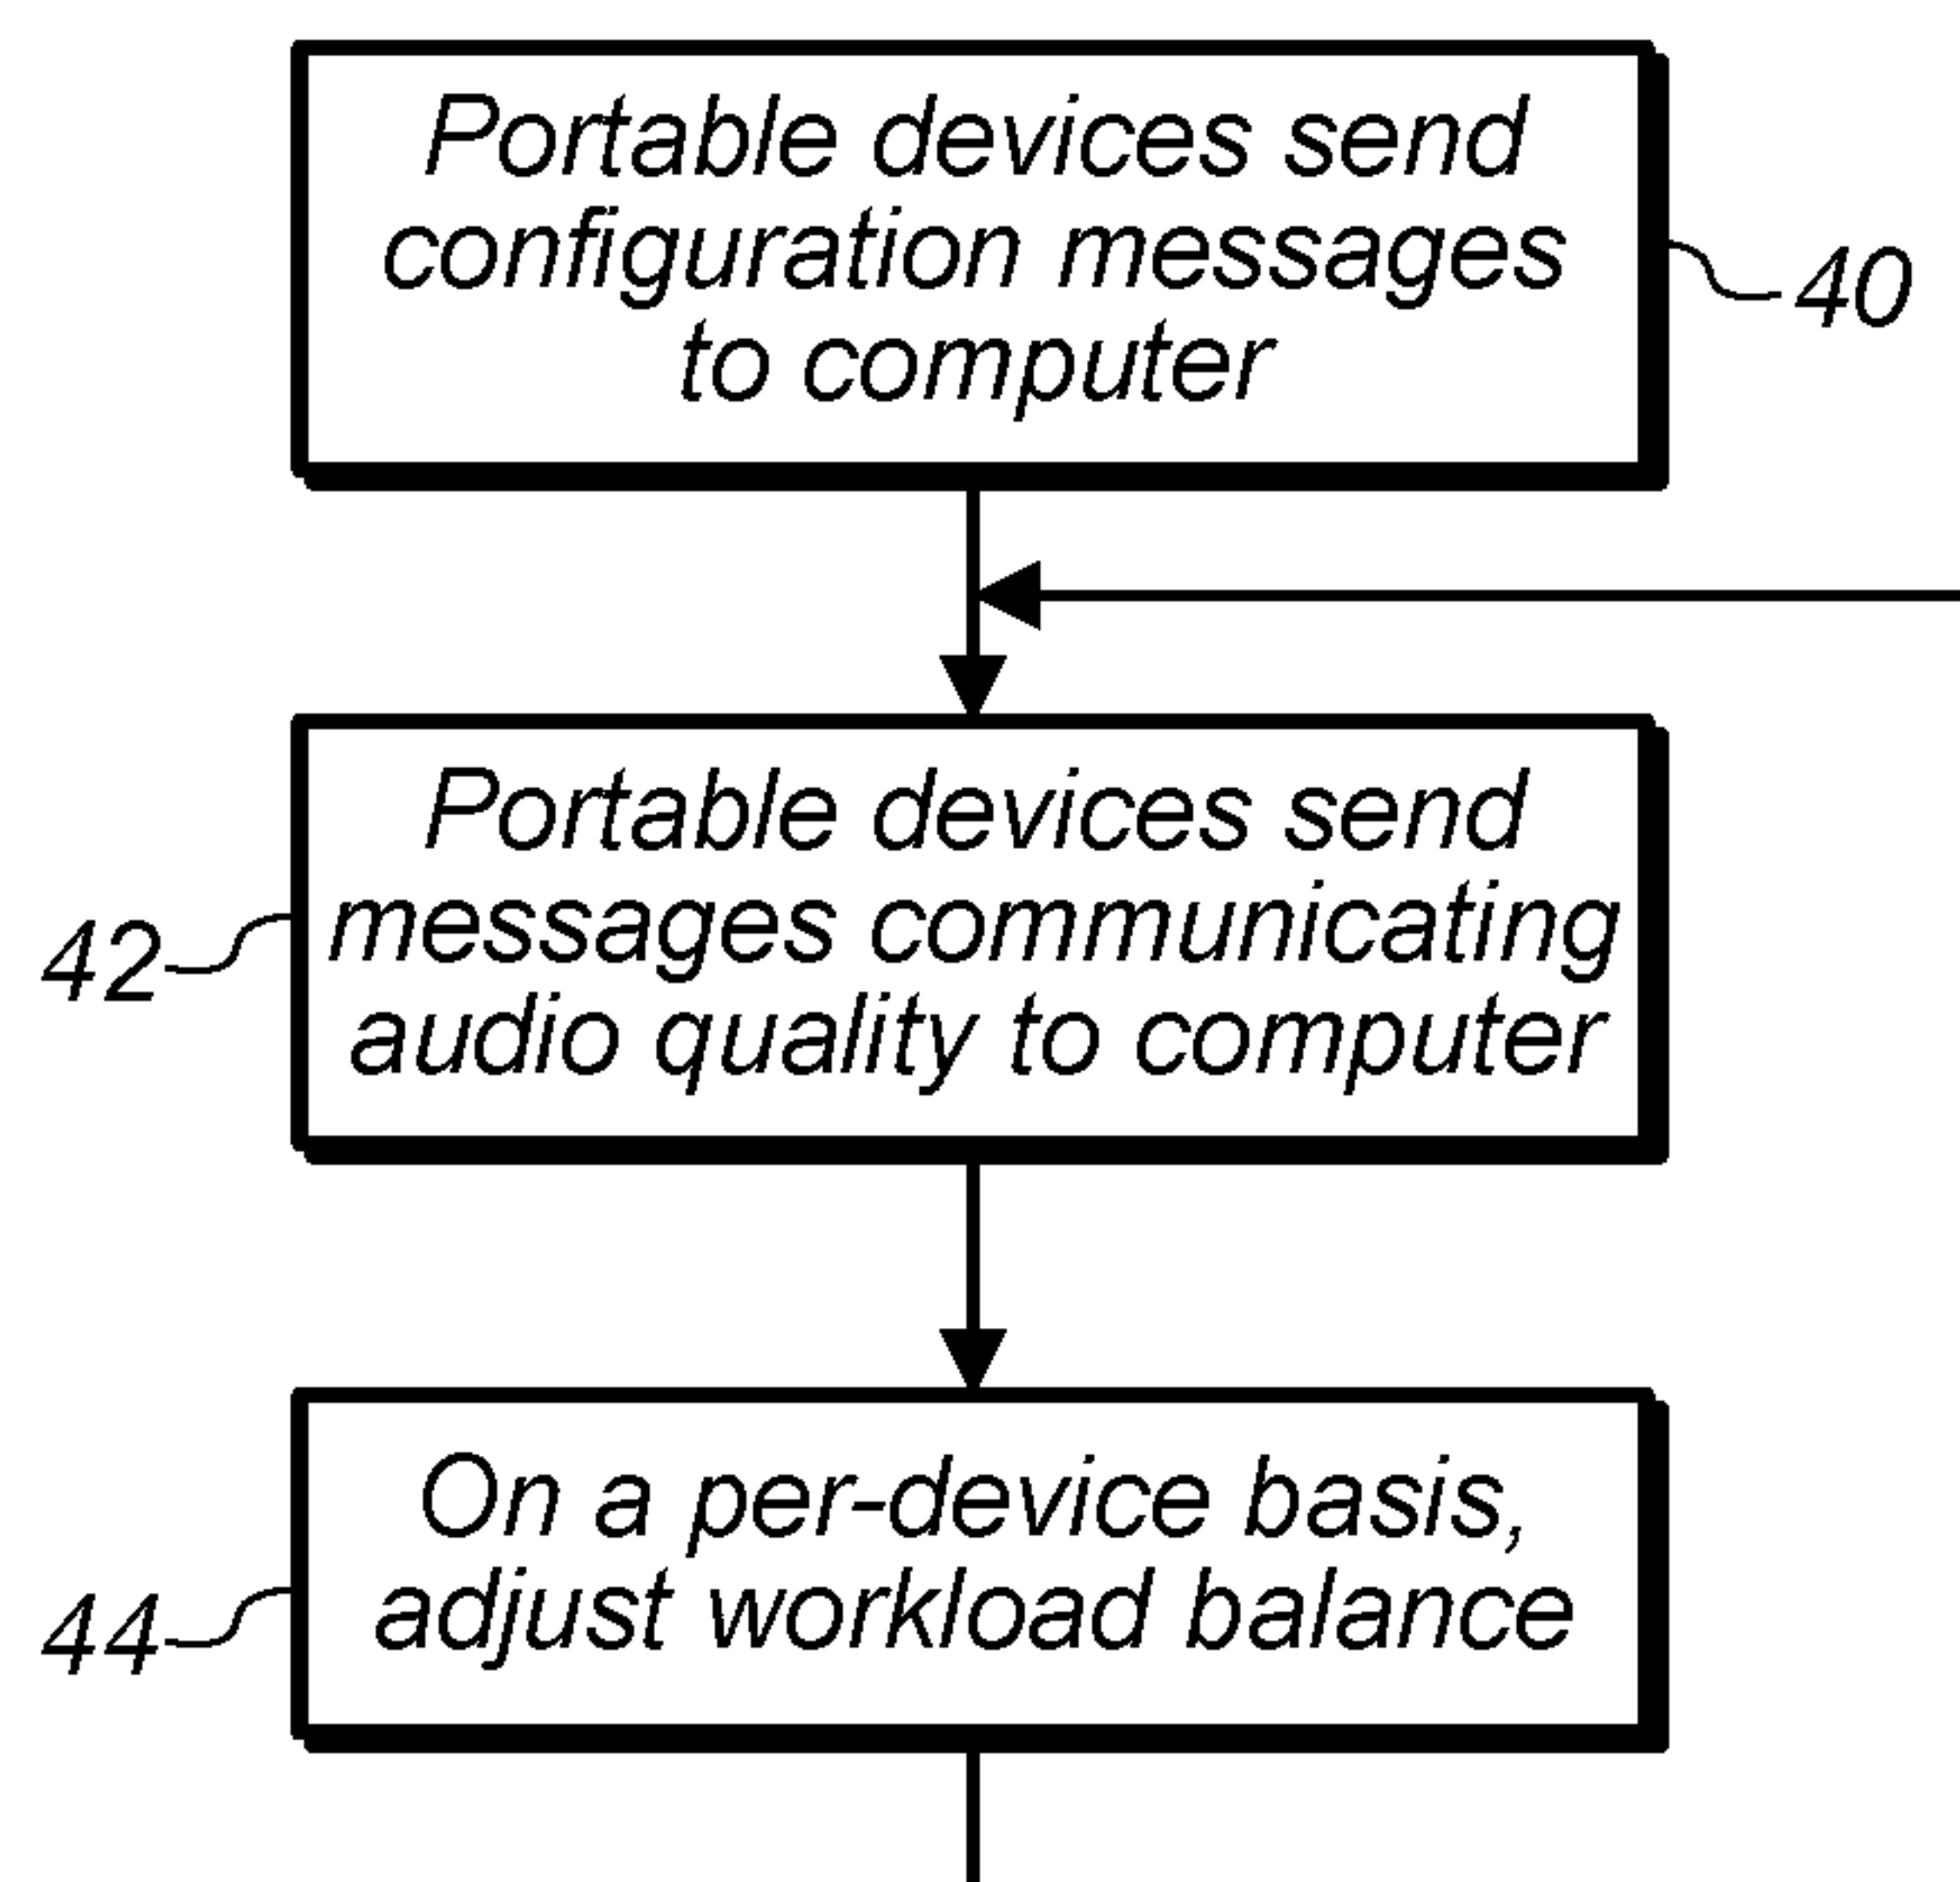 Portable devices send
configuration messages
to computer
40
Portable devices send
messages communicating
audio quality to computer
42
On a per-device basis,
adjust workload balance
44